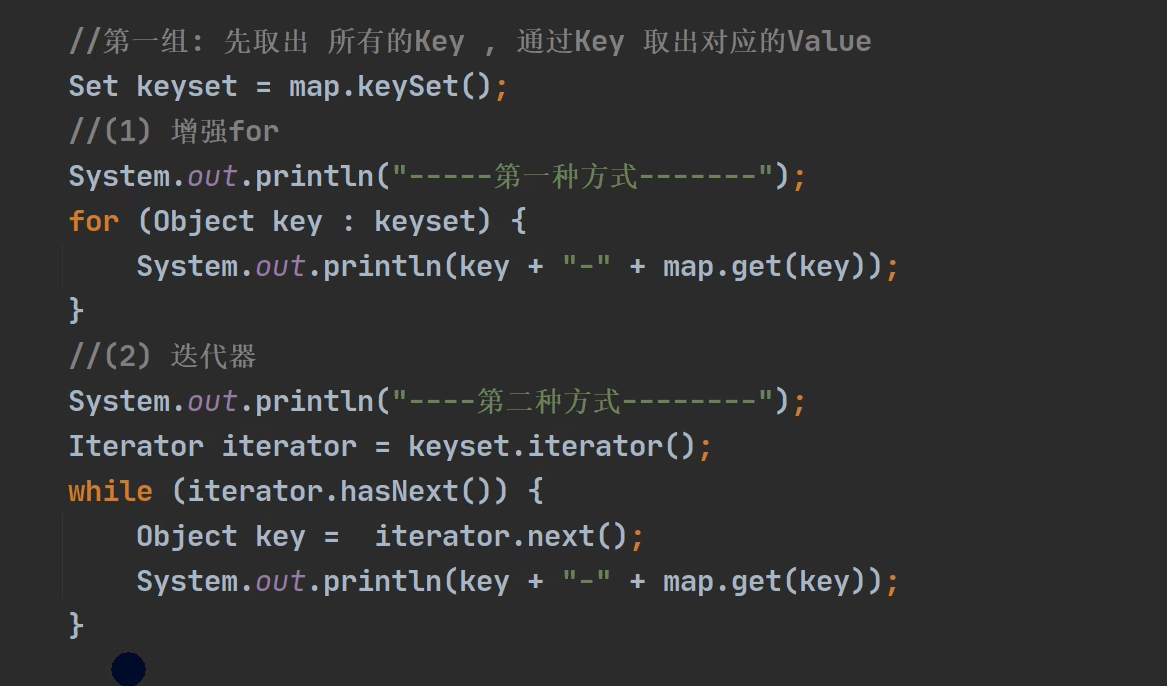 //第一组: 先取出 所有的Key , 通过Key 取出对应的Value
Set keyset = map.keySet();
//(1) 增强for
System.out.println("-----第一种方式-------");
for (Object key : keyset) {
    System.out.println(key + "-" + map.get(key));
}
//(2) 迭代器
System.out.println("----第二种方式--------");
Iterator iterator = keyset.iterator();
while (iterator.hasNext()) {
    Object key =  iterator.next();
    System.out.println(key + "-" + map.get(key));
}